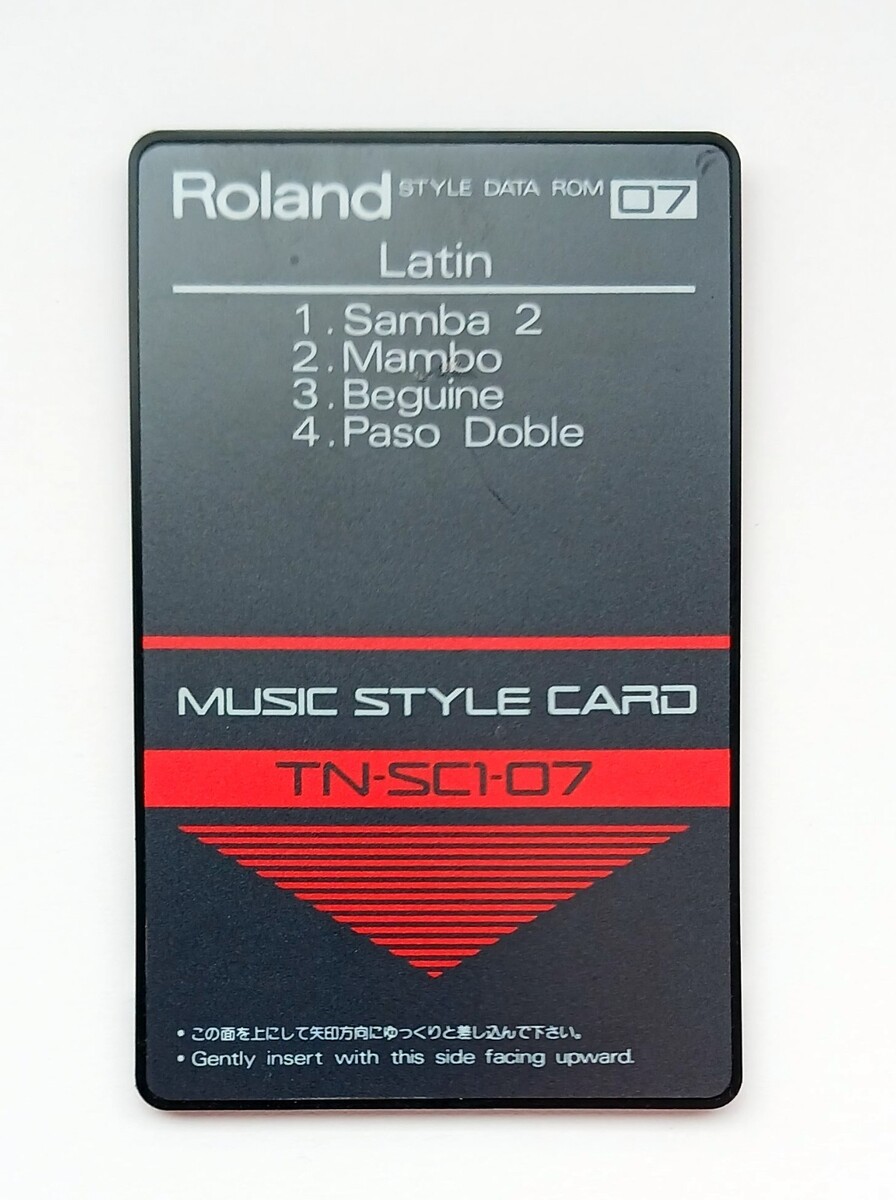 Roland STYLE DATA ROM 07
Latin
1. Samba 2
2. Mambo
3. Beguine
4. Paso Doble
MUSIC STYLE CARD
TN-SC1-07
• この面を上にして矢印方向にゆっくりと差し込んで下さい。
• Gently insert with this side facing upward.